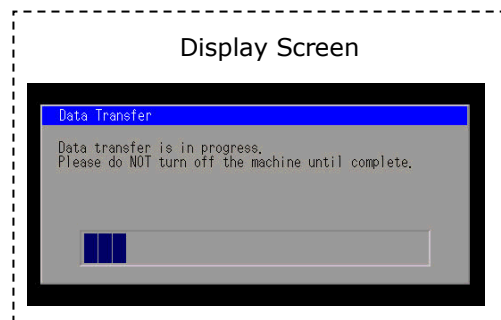 Display Screen
Data Transfer
Data transfer is in progress.
Please do NOT turn off the machine until complete.